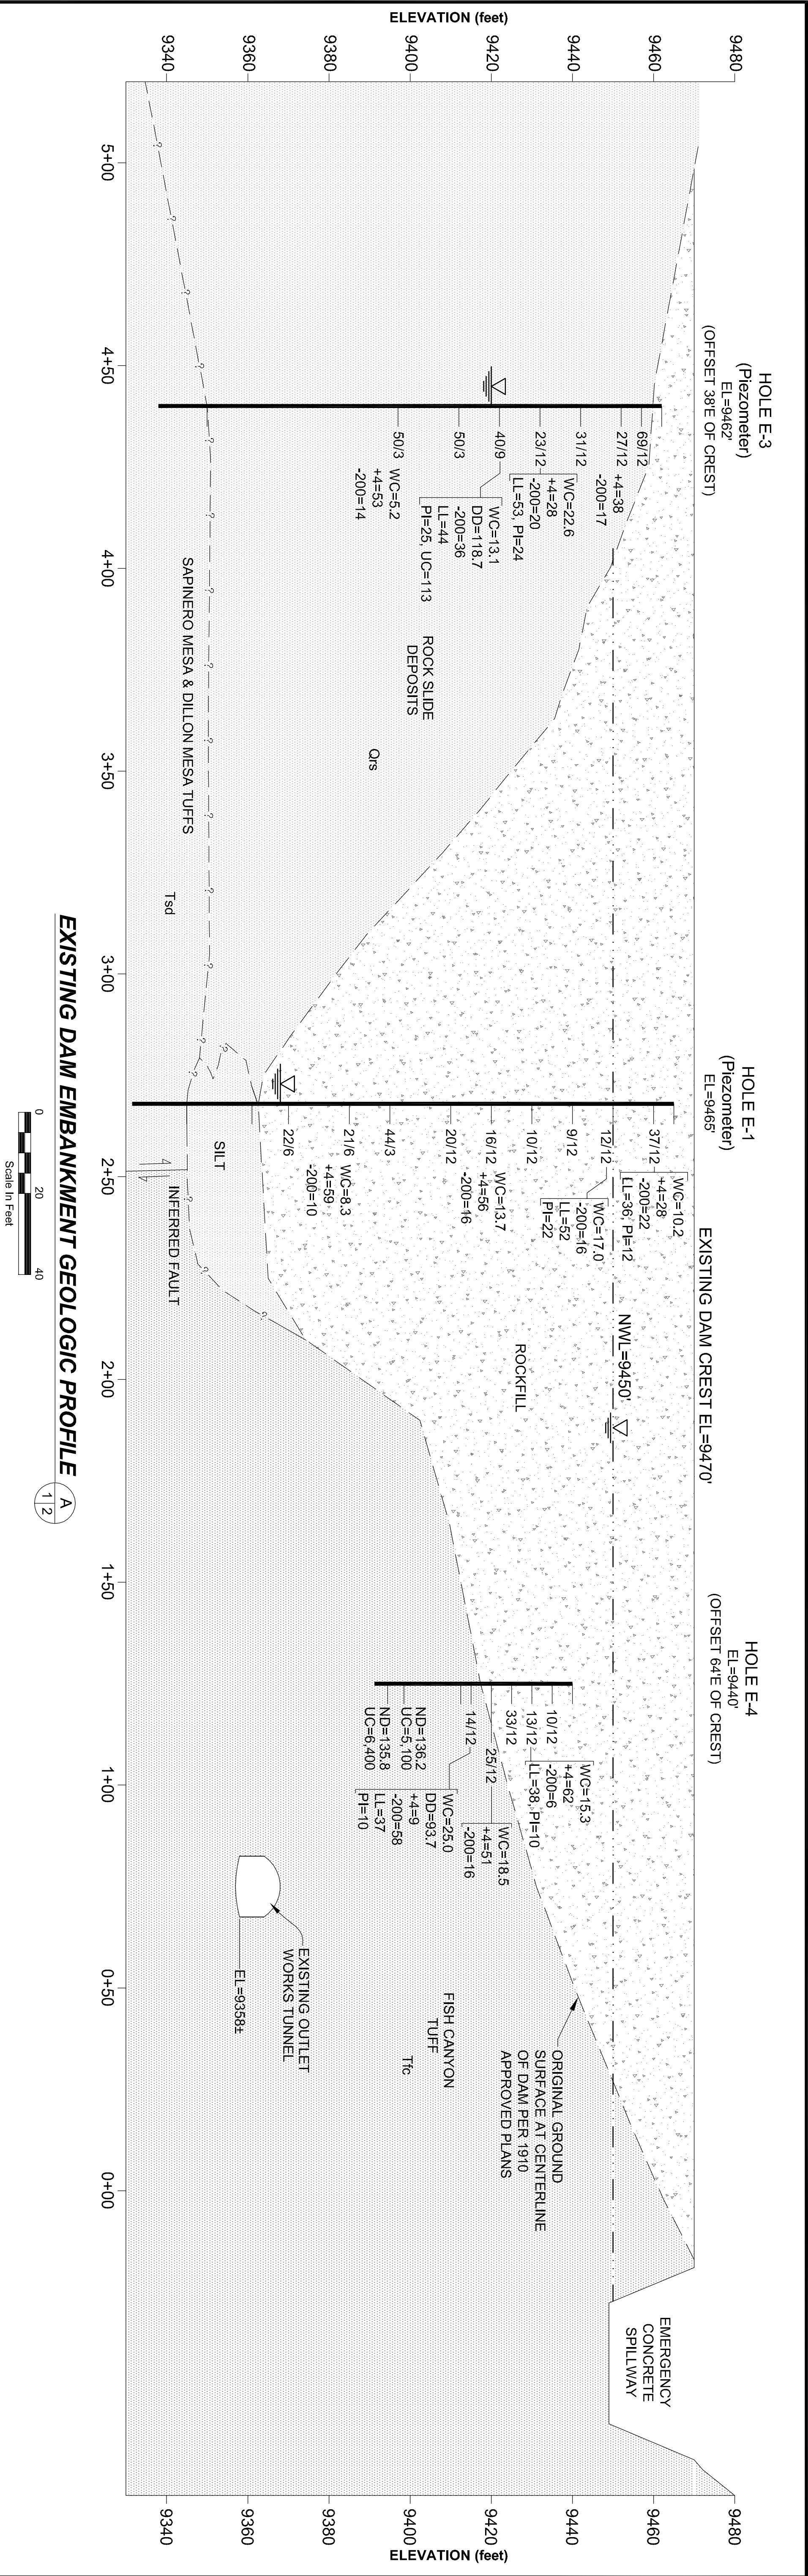 ELEVATION (feet)
9480
9460
9440
9420
9400
9380
9360
9340
HOLE E-3
(Piezometer)
EL=9462'
(OFFSET 38'E OF CREST)
69/12
27/12
31/12
23/12
40/9
50/3
50/3
+4=38
-200=17
WC=22.6
+4=28
-200=20
LL=53, PI=24
WC=13.1
DD=118.7
-200=36
LL=44
PI=25, UC=113
WC=5.2
+4=53
-200=14
ROCK SLIDE
DEPOSITS
Qrs
SAPINERO MESA & DILLON MESA TUFFS
Tsd
? ? ? ? ? ? ? ? ? ? ? ? ? ? ? ? ? ? ?
HOLE E-1
(Piezometer)
EL=9465'
37/12
12/12
9/12
10/12
16/12
20/12
44/3
21/6
22/6
WC=10.2
+4=28
-200=22
LL=36, PI=12
WC=17.0
-200=16
LL=52
PI=22
WC=13.7
+4=56
-200=16
WC=8.3
+4=59
-200=10
SILT
INFERRED FAULT
EXISTING DAM CREST EL=9470'
NWL=9450'
ROCKFILL
HOLE E-4
EL=9440'
(OFFSET 64'E OF CREST)
10/12
13/12
33/12
25/12
14/12
WC=15.3
+4=62
-200=6
LL=38, PI=10
WC=18.5
+4=51
-200=16
WC=25.0
DD=93.7
+4=9
-200=58
LL=37
PI=10
ND=136.2
UC=5,100
ND=135.8
UC=6,400
EXISTING OUTLET
WORKS TUNNEL
EL=9358±
FISH CANYON
TUFF
Tfc
ORIGINAL GROUND
SURFACE AT CENTERLINE
OF DAM PER 1910
APPROVED PLANS
EMERGENCY
CONCRETE
SPILLWAY
ELEVATION (feet)
9480
9460
9440
9420
9400
9380
9360
9340
5+00
4+50
4+00
3+50
3+00
2+50
2+00
1+50
1+00
0+50
0+00
EXISTING DAM EMBANKMENT GEOLOGIC PROFILE
A
1 2
0 20 40
Scale In Feet